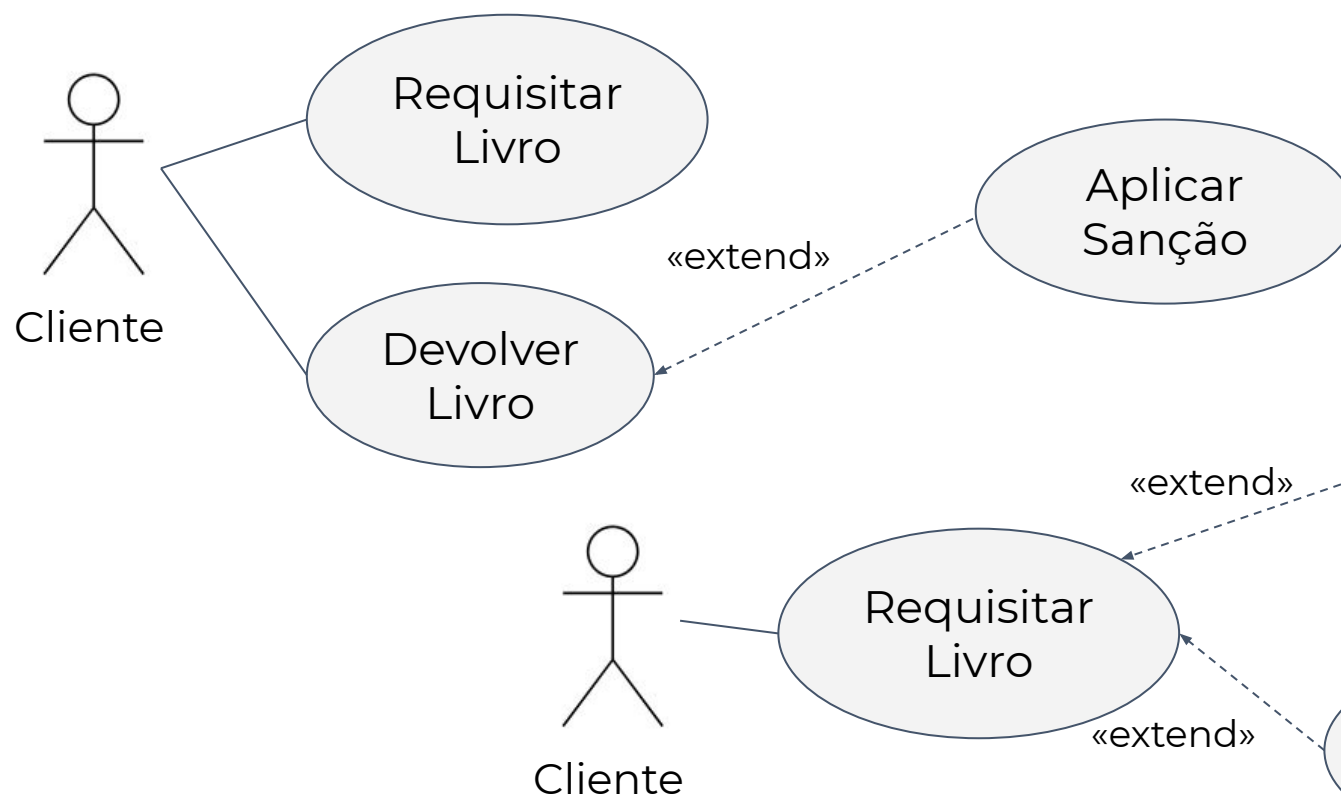 Requisitar
Livro
Aplicar
Sanção
«extend»
Cliente
Devolver
Livro
«extend»
Requisitar
Livro
«extend»
Cliente